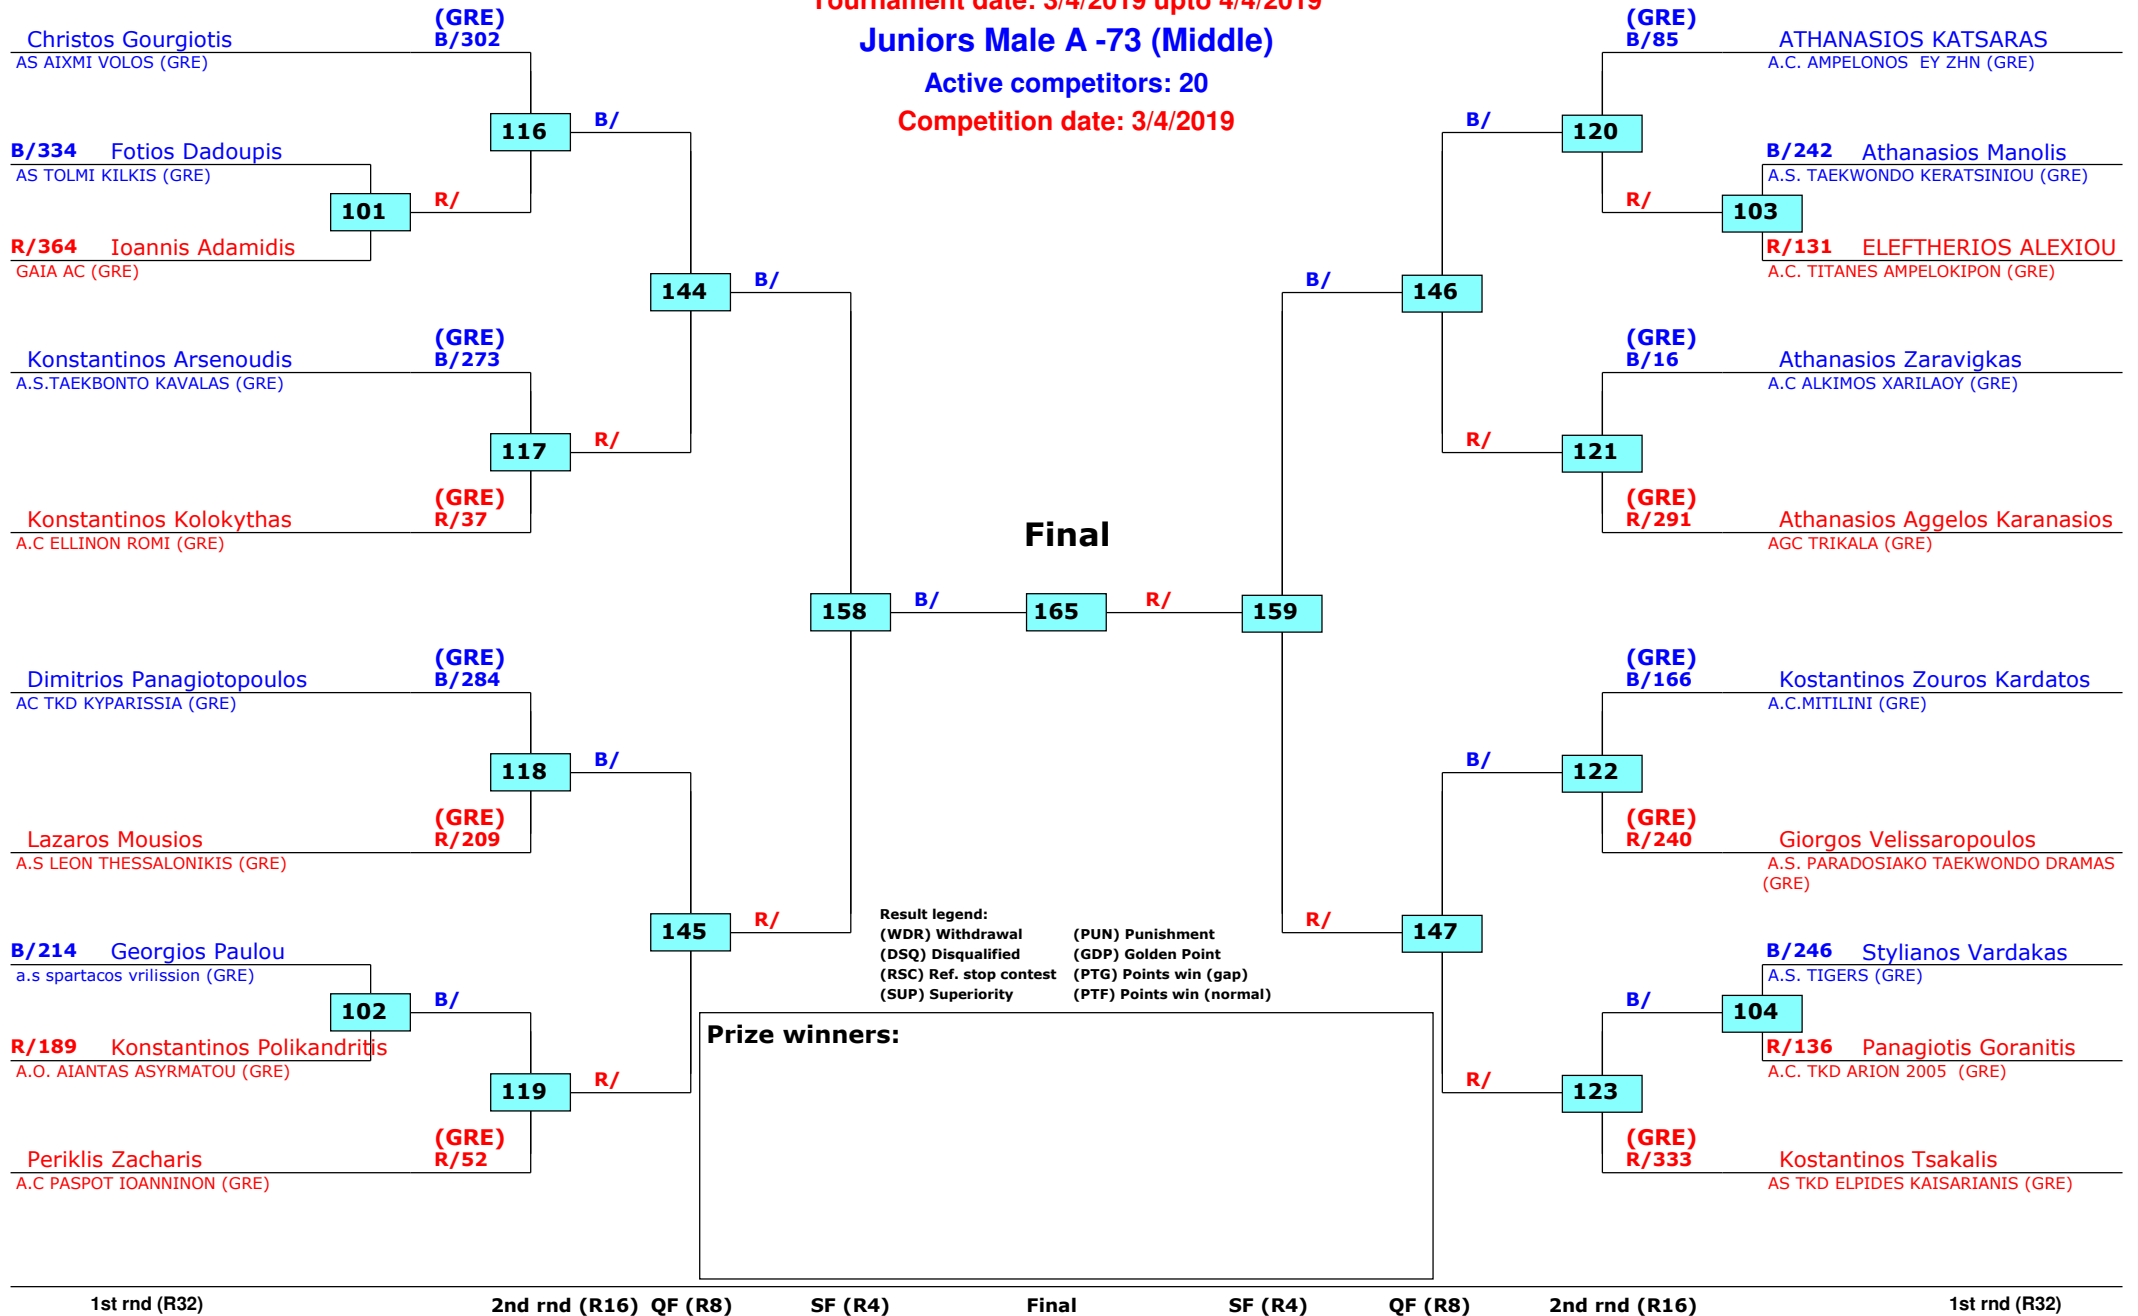 Tournament date: 3/4/2019 upto 4/4/2019
Juniors Male A -73 (Middle)
Active competitors: 20
Competition date: 3/4/2019
(GRE)
Christos Gourgiotis B/302
AS AIXMI VOLOS (GRE)
116 B/
B/334 Fotios Dadoupis
AS TOLMI KILKIS (GRE)
101 R/
R/364 Ioannis Adamidis
GAIA AC (GRE)
144 B/
(GRE)
Konstantinos Arsenoudis B/273
A.S.TAEKBONTO KAVALAS (GRE)
117 R/
(GRE)
Konstantinos Kolokythas R/37
A.C ELLINON ROMI (GRE)
158 B/
(GRE)
Dimitrios Panagiotopoulos B/284
AC TKD KYPARISSIA (GRE)
118 B/
(GRE)
Lazaros Mousios R/209
A.S LEON THESSALONIKIS (GRE)
145 R/
B/214 Georgios Paulou
a.s spartacos vrilission (GRE)
102 B/
R/189 Konstantinos Polikandritis
A.O. AIANTAS ASYRMATOU (GRE)
119 R/
(GRE)
Periklis Zacharis R/52
A.C PASPOT IOANNINON (GRE)
Final
165
(GRE)
B/85 ATHANASIOS KATSARAS
A.C. AMPELONOS  EY ZHN (GRE)
B/ 120
B/242 Athanasios Manolis
A.S. TAEKWONDO KERATSINIOU (GRE)
R/ 103
R/131 ELEFTHERIOS ALEXIOU
A.C. TITANES AMPELOKIPON (GRE)
B/ 146
(GRE)
B/16 Athanasios Zaravigkas
A.C ALKIMOS XARILAOY (GRE)
R/ 121
(GRE)
R/291 Athanasios Aggelos Karanasios
AGC TRIKALA (GRE)
R/ 159
(GRE)
B/166 Kostantinos Zouros Kardatos
A.C.MITILINI (GRE)
B/ 122
(GRE)
R/240 Giorgos Velissaropoulos
A.S. PARADOSIAKO TAEKWONDO DRAMAS
(GRE)
R/ 147
B/246 Stylianos Vardakas
A.S. TIGERS (GRE)
B/ 104
R/136 Panagiotis Goranitis
A.C. TKD ARION 2005  (GRE)
R/ 123
(GRE)
R/333 Kostantinos Tsakalis
AS TKD ELPIDES KAISARIANIS (GRE)
Result legend:
(WDR) Withdrawal (PUN) Punishment
(DSQ) Disqualified (GDP) Golden Point
(RSC) Ref. stop contest (PTG) Points win (gap)
(SUP) Superiority (PTF) Points win (normal)
Prize winners:
1st rnd (R32) 2nd rnd (R16) QF (R8) SF (R4) Final SF (R4) QF (R8) 2nd rnd (R16) 1st rnd (R32)